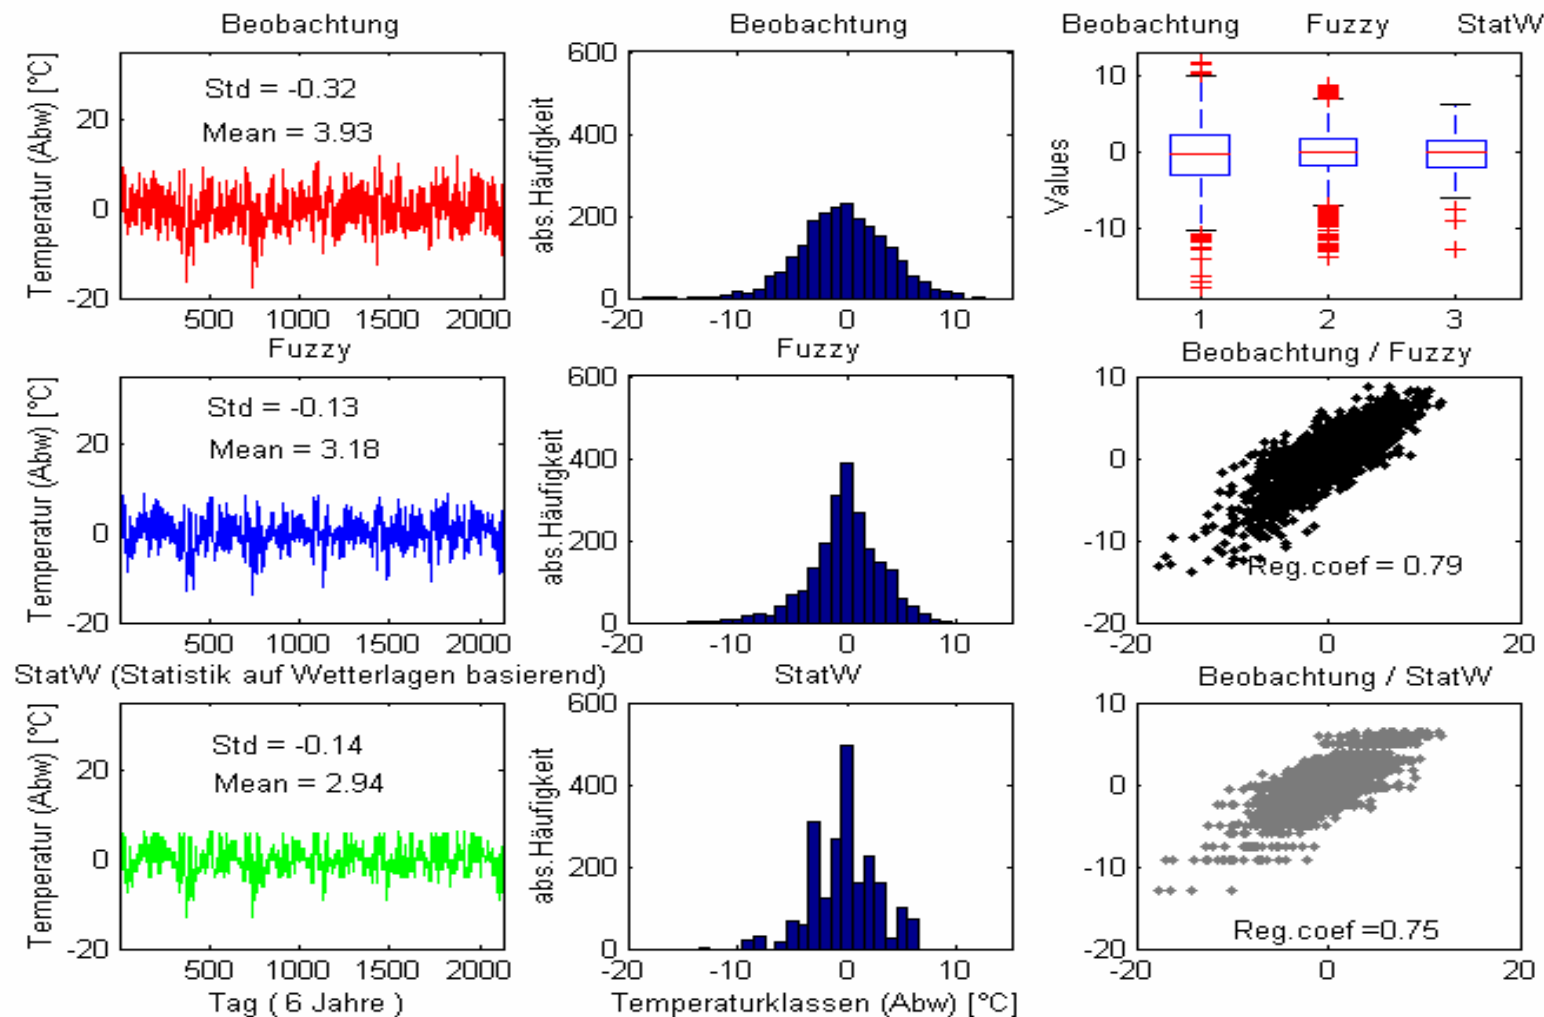 Beobachtung
Std = -0.32
Mean = 3.93
Temperatur (Abw) [°C]
20
0
-20
500 1000 1500 2000
Beobachtung
abs.Häufigkeit
600
400
200
0
-20 -10 0 10
Beobachtung Fuzzy StatW
Values
10
0
-10
1 2 3
Fuzzy
Std = -0.13
Mean = 3.18
Temperatur (Abw) [°C]
20
0
-20
500 1000 1500 2000
Fuzzy
abs.Häufigkeit
600
400
200
0
-20 -10 0 10
Beobachtung / Fuzzy
10
0
-10
-20
Reg.coef = 0.79
-20 0 20
StatW (Statistik auf Wetterlagen basierend)
Std = -0.14
Mean = 2.94
Temperatur (Abw) [°C]
20
0
-20
500 1000 1500 2000
Tag ( 6 Jahre )
StatW
abs.Häufigkeit
600
400
200
0
-20 -10 0 10
Temperaturklassen (Abw) [°C]
Beobachtung / StatW
10
0
-10
-20
Reg.coef =0.75
-20 0 20